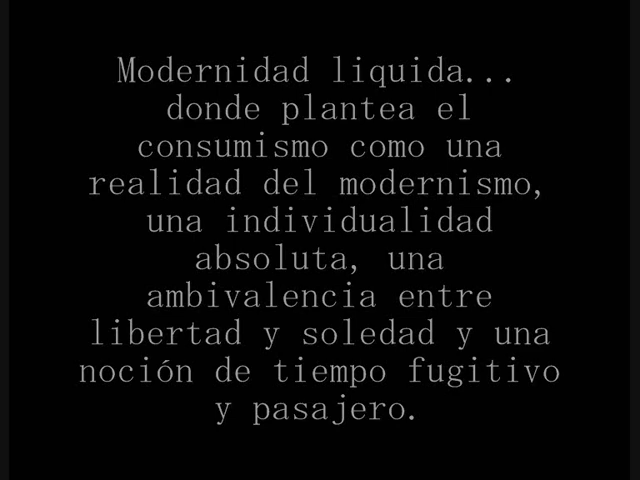 Modernidad liquida...
donde plantea el
consumismo como una
realidad del modernismo,
una individualidad
absoluta, una
ambivalencia entre
libertad y soledad y una
noción de tiempo fugitivo
y pasajero.